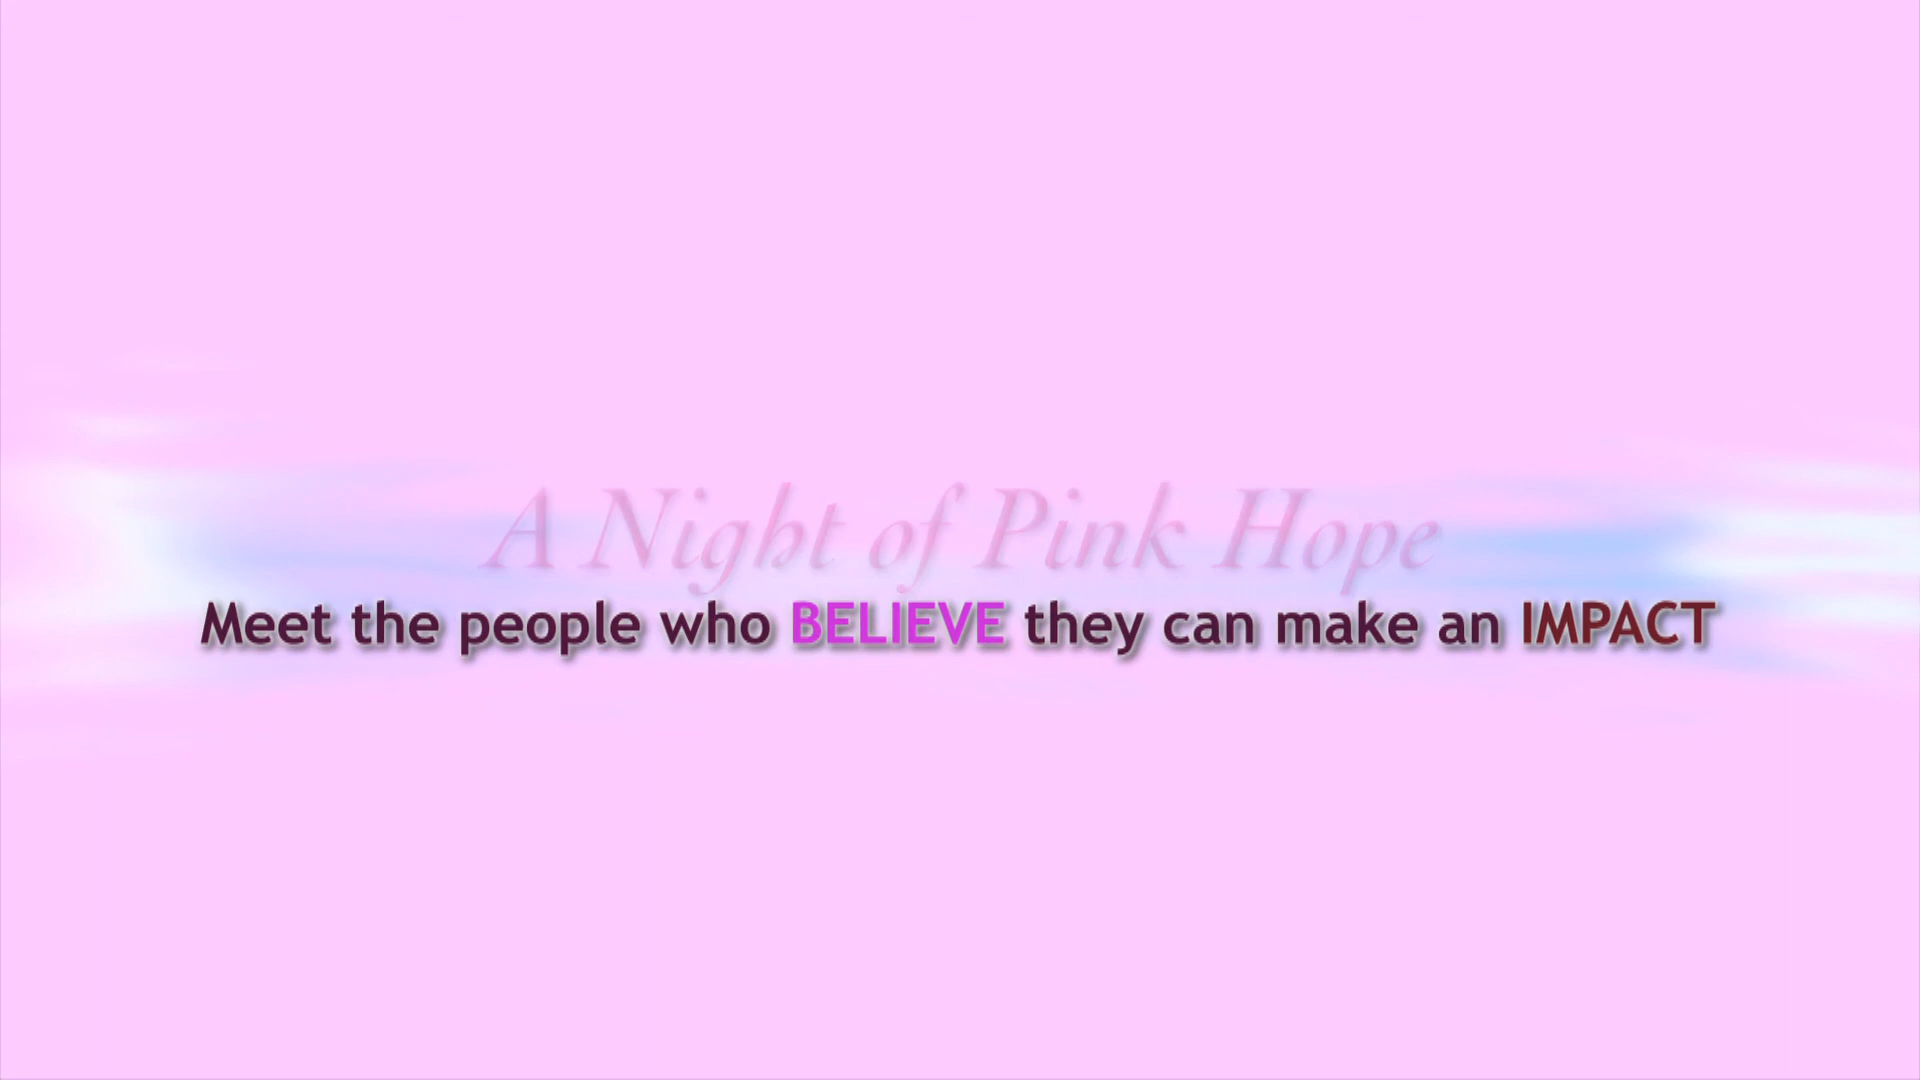 A Night of Pink Hope
Meet the people who BELIEVE they can make an IMPACT